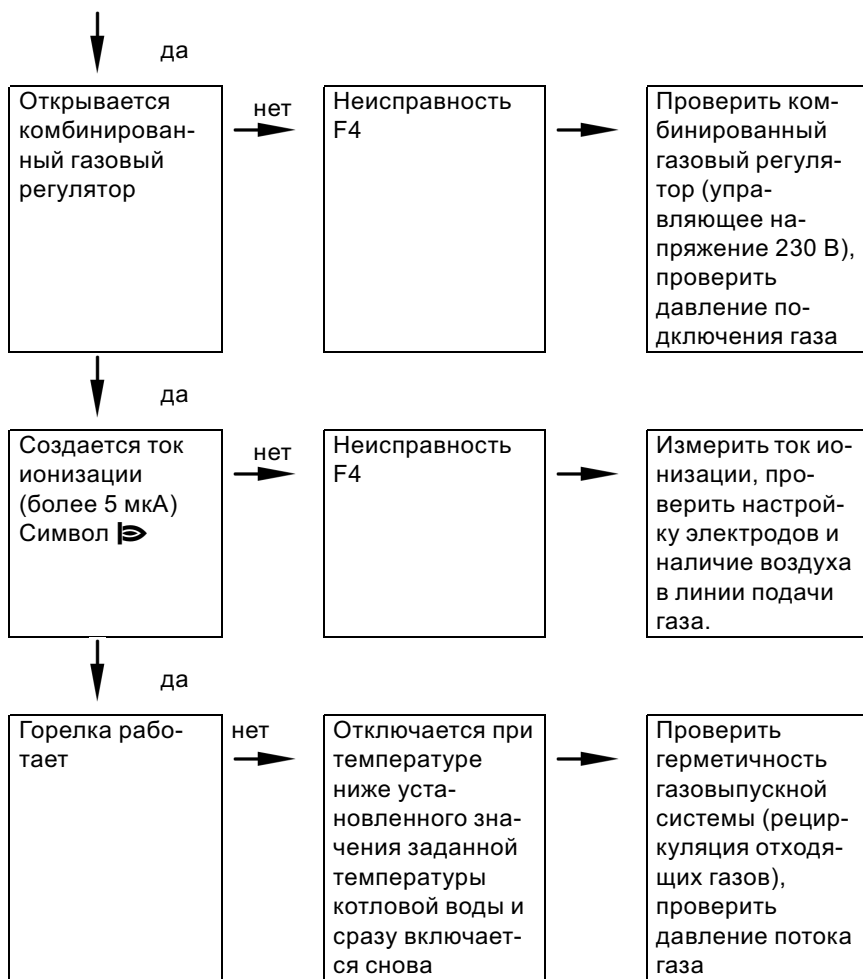 да
Открывается
комбинирован-
ный газовый
регулятор
нет
Неисправность
F4
Проверить ком-
бинированный
газовый регуля-
тор (упра-
вляющее на-
пряжение 230 В),
проверить
давление по-
дключения газа
да
Создается ток
ионизации
(более 5 мкА)
Символ
нет
Неисправность
F4
Измерить ток ио-
низации, про-
верить настрой-
ку электродов и
наличие воздуха
в линии подачи
газа.
да
Горелка рабо-
тает
нет
Отключается при
температуре
ниже уста-
новленного зна-
чения заданной
температуры
котловой воды и
сразу включает-
ся снова
Проверить
герметичность
газовыпускной
системы (рецир-
куляция отходя-
щих газов),
проверить
давление потока
газа